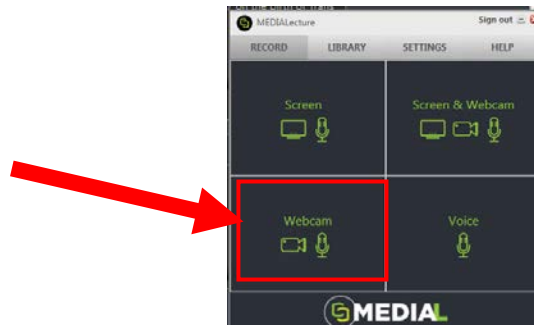 MEDIALecture Sign out
RECORD LIBRARY SETTINGS HELP
Screen Screen & Webcam
Webcam Voice
MEDIAL